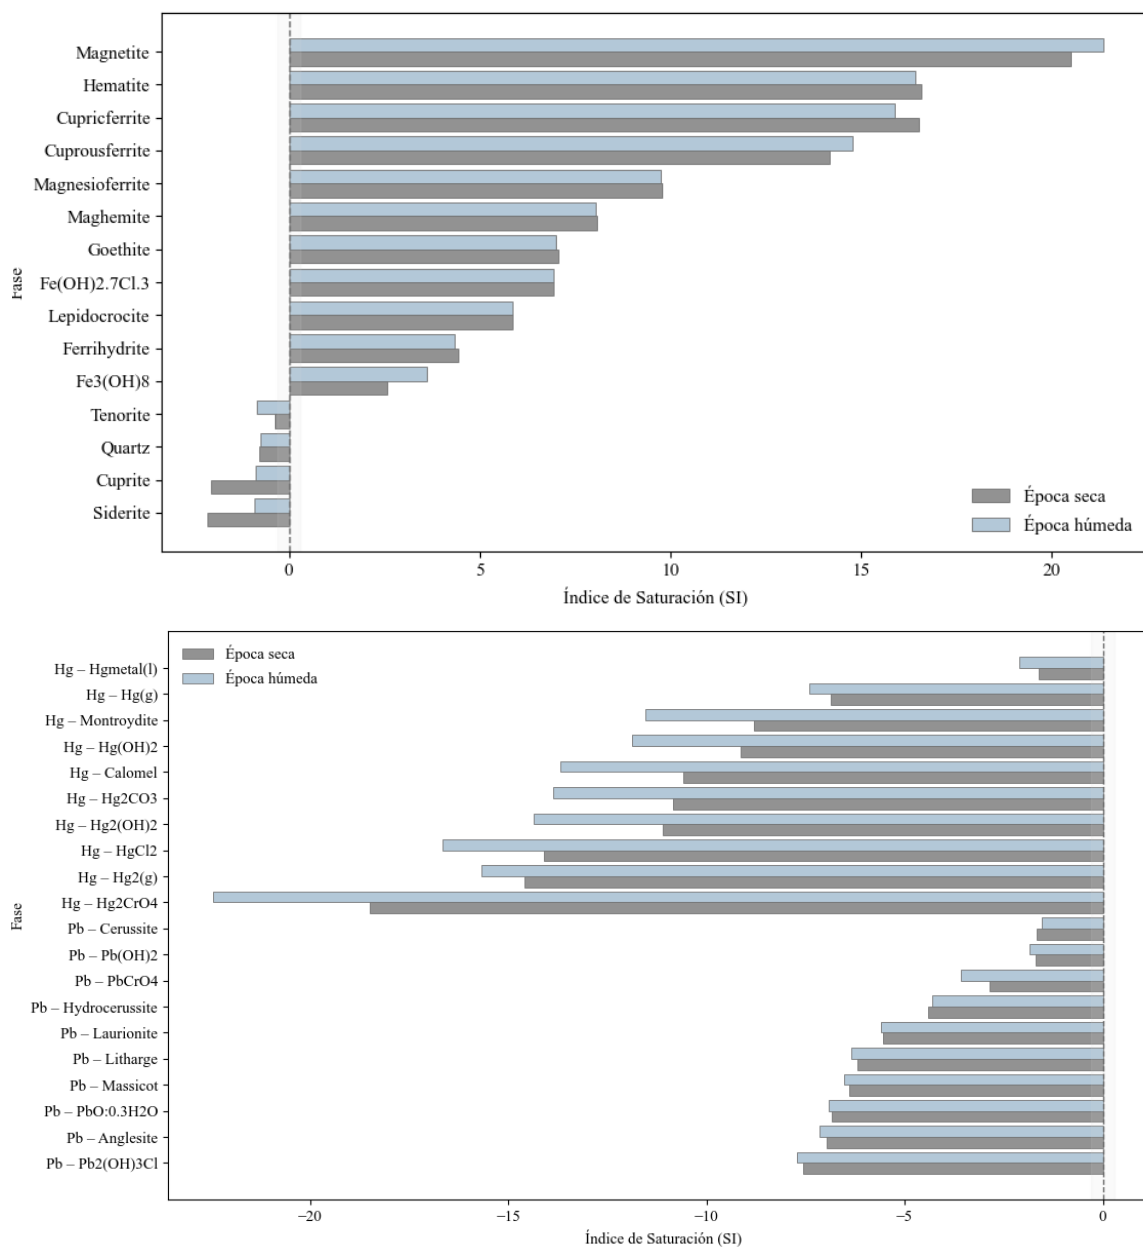 Magnetite
Hematite
Cupricferrite
Cuprousferrite
Magnesioferrite
Maghemite
Goethite
Fe(OH)2.7Cl.3
Lepidocrocite
Ferrihydrite
Fe3(OH)8
Tenorite
Quartz
Cuprite
Siderite
Fase
Época seca
Época húmeda
0 5 10 15 20
Índice de Saturación (SI)
Época seca
Época húmeda
Hg – Hgmetal(l)
Hg – Hg(g)
Hg – Montroydite
Hg – Hg(OH)2
Hg – Calomel
Hg – Hg2CO3
Hg – Hg2(OH)2
Hg – HgCl2
Hg – Hg2(g)
Hg – Hg2CrO4
Pb – Cerussite
Pb – Pb(OH)2
Pb – PbCrO4
Pb – Hydrocerussite
Pb – Laurionite
Pb – Litharge
Pb – Massicot
Pb – PbO:0.3H2O
Pb – Anglesite
Pb – Pb2(OH)3Cl
Fase
−20 −15 −10 −5 0
Índice de Saturación (SI)